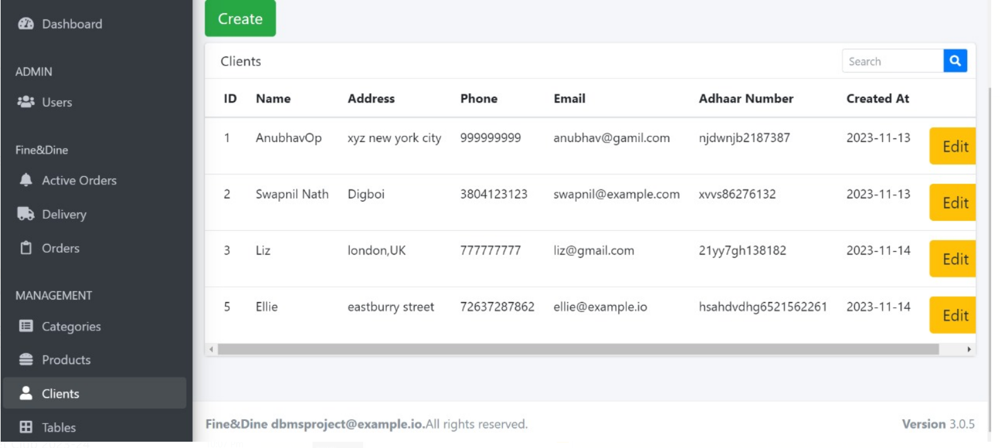 Dashboard
ADMIN
Users
Fine&Dine
Active Orders
Delivery
Orders
MANAGEMENT
Categories
Products
Clients
Tables
Create
Clients
Search
ID Name Address Phone Email Adhaar Number Created At
1 AnubhavOp xyz new york city 999999999 anubhav@gamil.com njdwnjb2187387 2023-11-13 Edit
2 Swapnil Nath Digboi 3804123123 swapnil@example.com xvvs86276132 2023-11-13 Edit
3 Liz london,UK 777777777 liz@gmail.com 21yy7gh138182 2023-11-14 Edit
5 Ellie eastburry street 72637287862 ellie@example.io hsahdvdhg6521562261 2023-11-14 Edit
Fine&Dine dbmsproject@example.io.All rights reserved.
Version 3.0.5